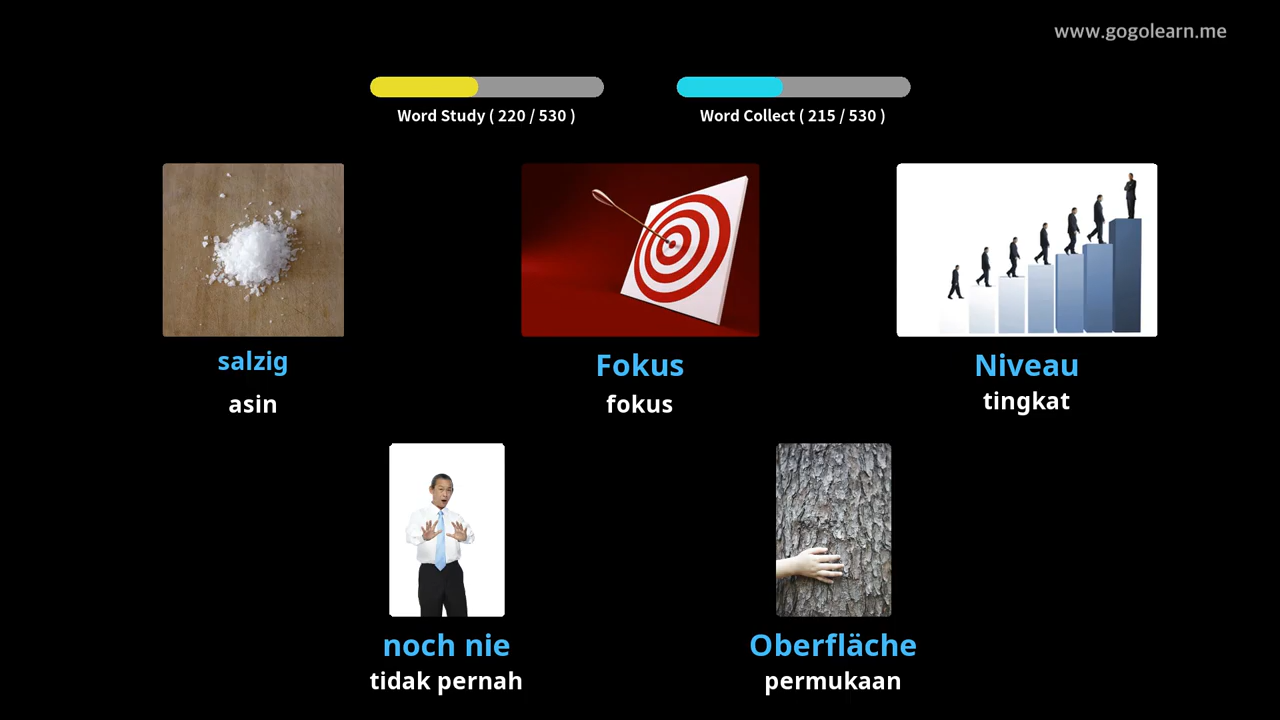 www.gogolearn.me
Word Study ( 220 / 530 )
Word Collect ( 215 / 530 )
salzig
asin
Fokus
fokus
Niveau
tingkat
noch nie
tidak pernah
Oberfläche
permukaan